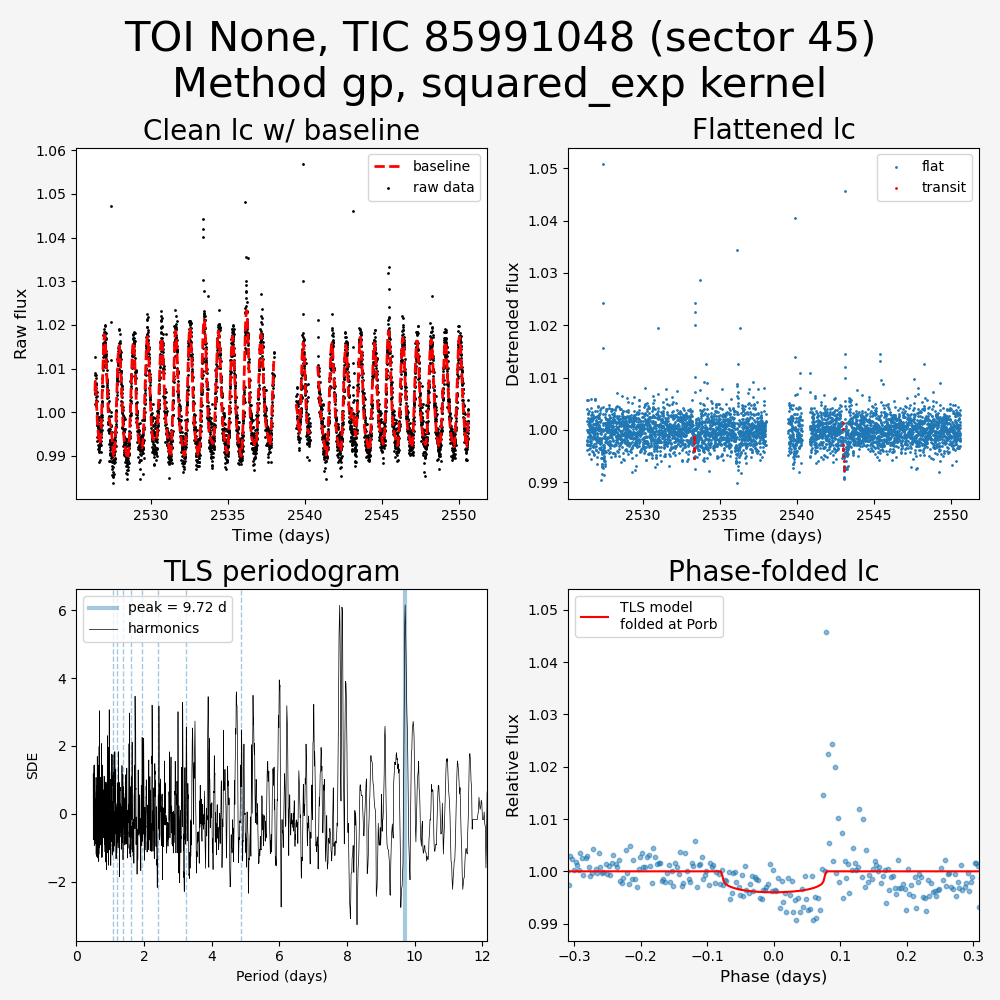 TOI None, TIC 85991048 (sector 45)
Method gp, squared_exp kernel
Clean lc w/ baseline
Raw flux
1.06
1.05
1.04
1.03
1.02
1.01
1.00
0.99
baseline
raw data
2530
2535
2540
2545
2550
Time (days)
Flattened lc
Detrended flux
1.05
1.04
1.03
1.02
1.01
1.00
0.99
flat
transit
2530
2535
2540
2545
2550
Time (days)
TLS periodogram
SDE
6
4
2
0
−2
peak = 9.72 d
harmonics
0
2
4
6
8
10
12
Period (days)
Phase-folded lc
Relative flux
1.05
1.04
1.03
1.02
1.01
1.00
0.99
TLS model
folded at Porb
−0.3
−0.2
−0.1
0.0
0.1
0.2
0.3
Phase (days)